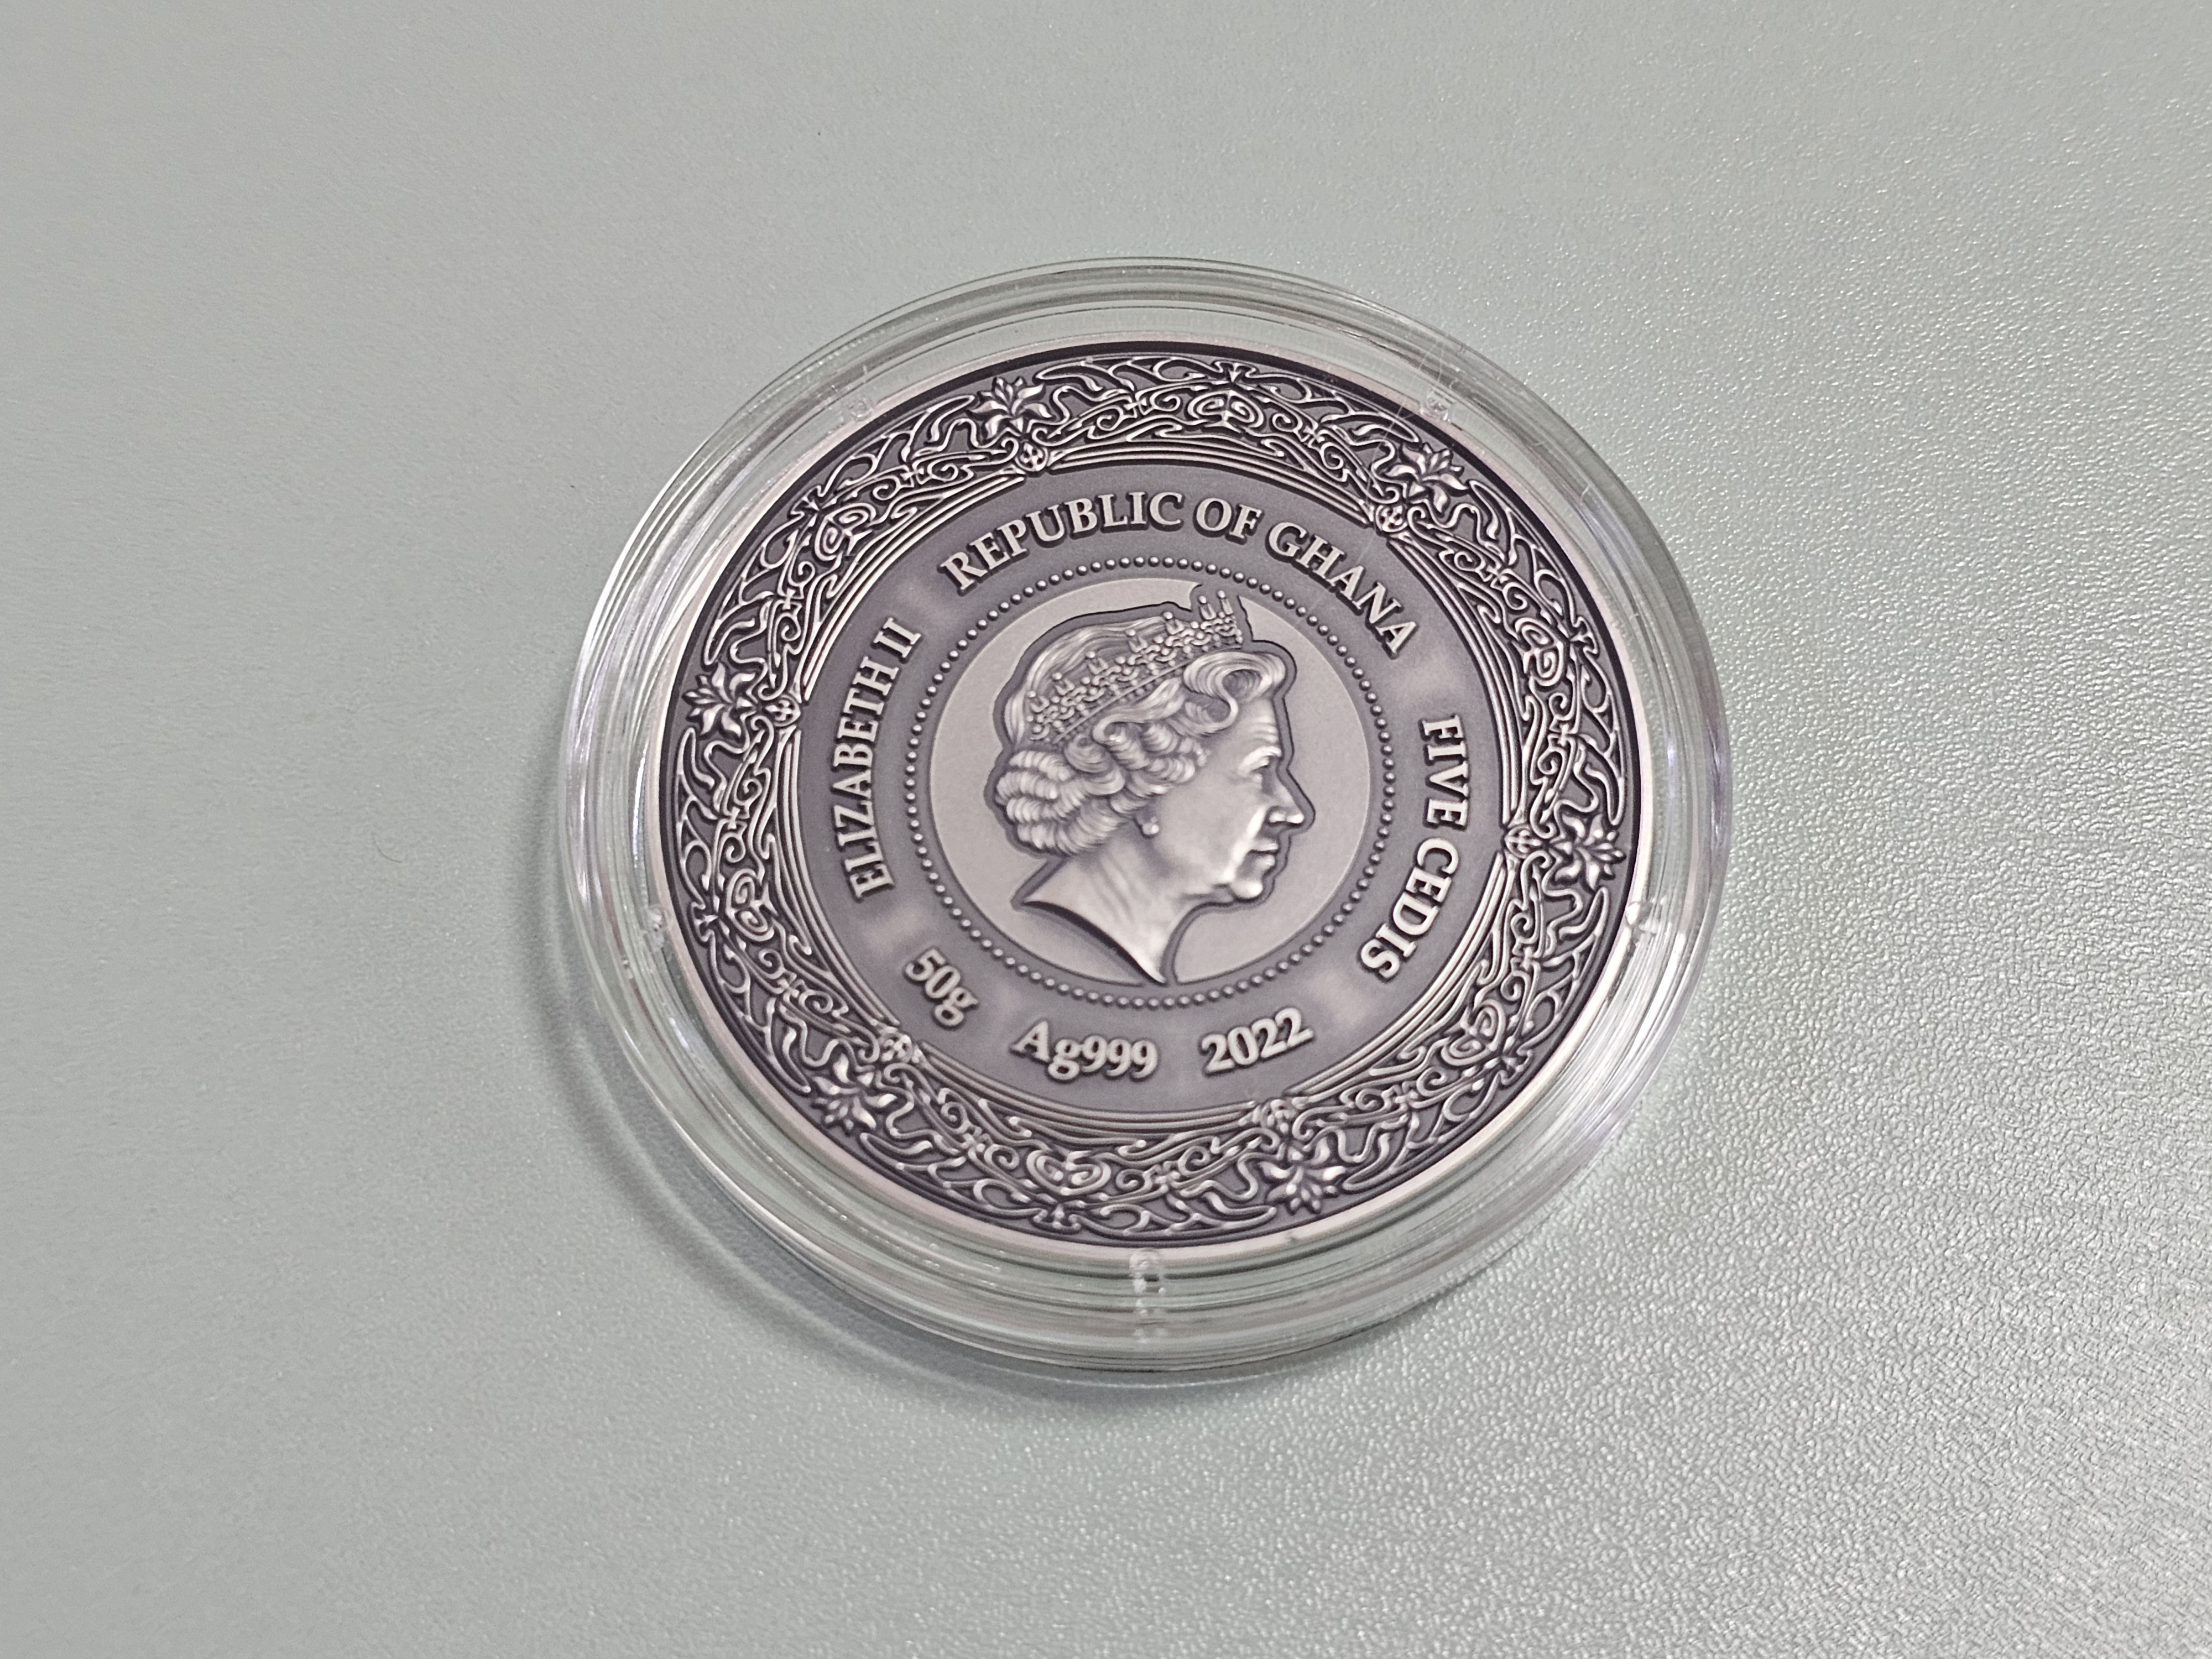 ELIZABETH II
REPUBLIC OF GHANA
FIVE CEDIS
50g
Ag999
2022